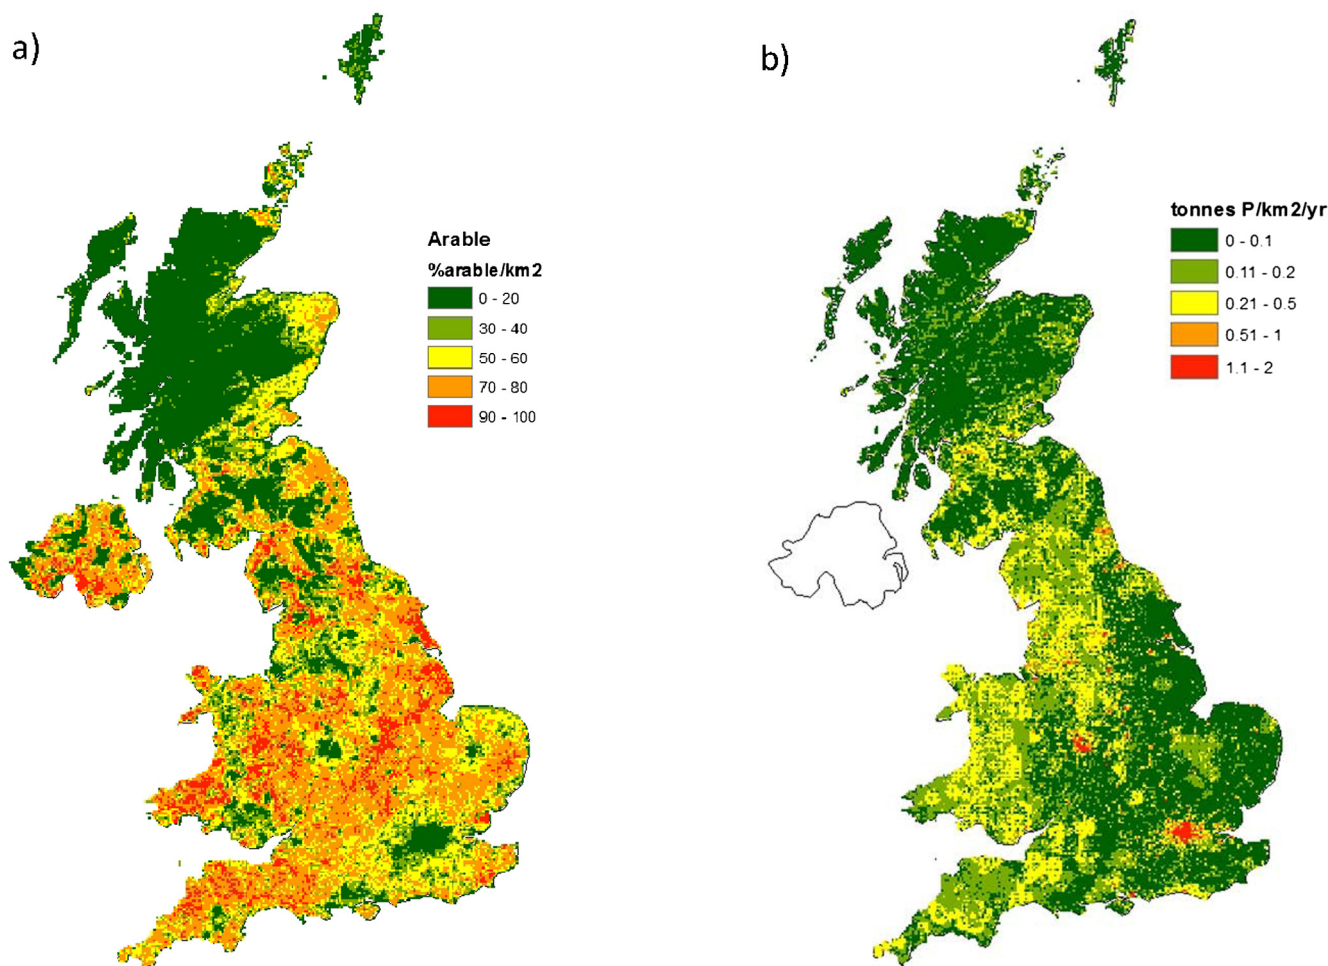 a)
b)
Arable
%arable/km2
0 - 20
30 - 40
50 - 60
70 - 80
90 - 100
tonnes P/km2/yr
0 - 0.1
0.11 - 0.2
0.21 - 0.5
0.51 - 1
1.1 - 2